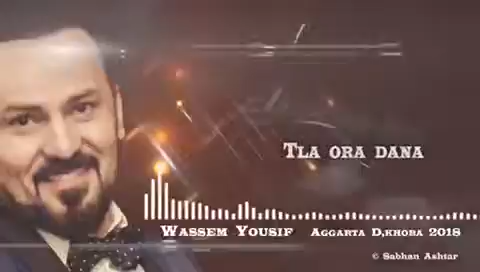 Tla ora dana
Wassem Yousif Aggarta D,khoba 2018
© Sabhan Ashtar